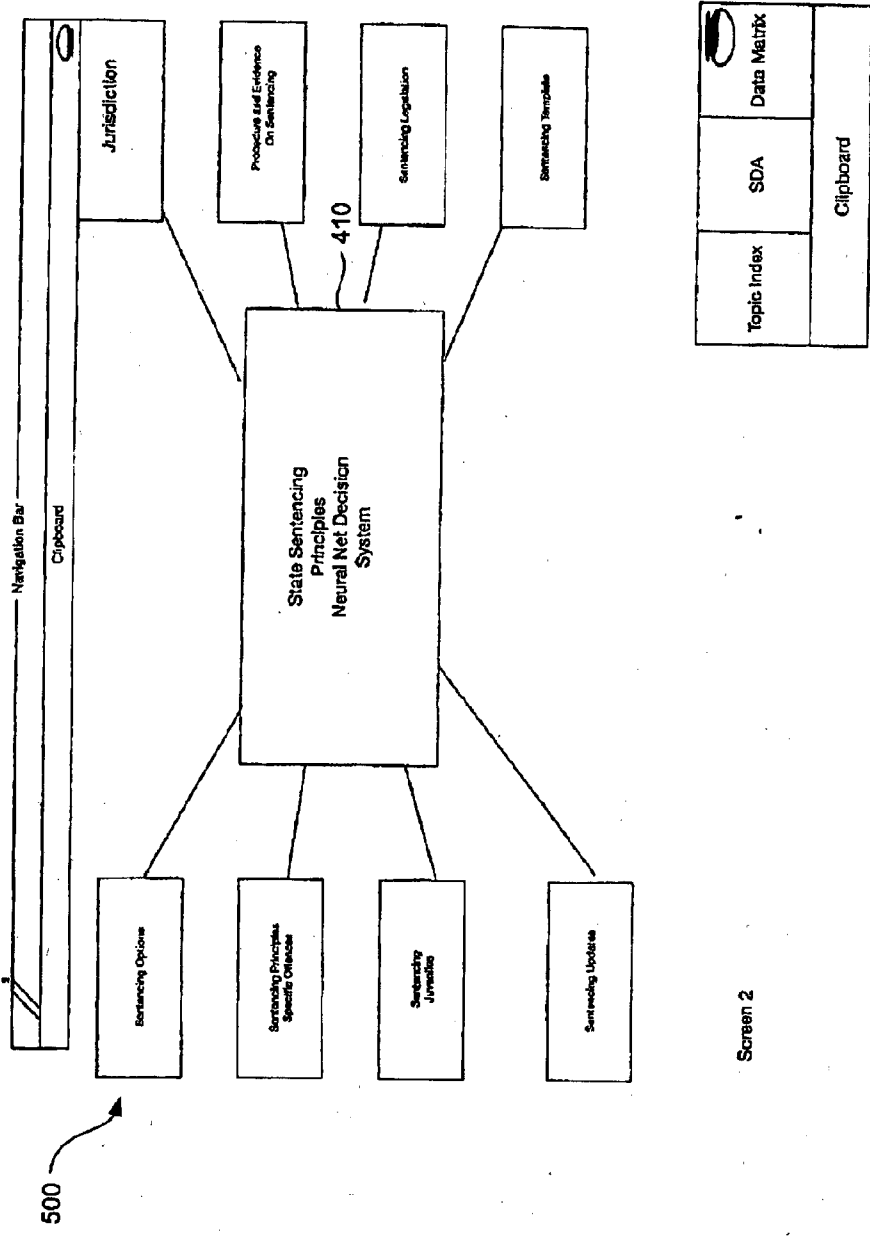 Navigation Bar
Clipboard
500
Sentencing Options
Jurisdiction
Sentencing Principles
Specific Offences
Procedure and Evidence
On Sentencing
State Sentencing
Principles
Neural Net Decision
System
410
Sentencing
Juveniles
Sentencing Legislation
Sentencing Updates
Sentencing Template
Screen 2
Topic Index
SDA
Data Matrix
Clipboard